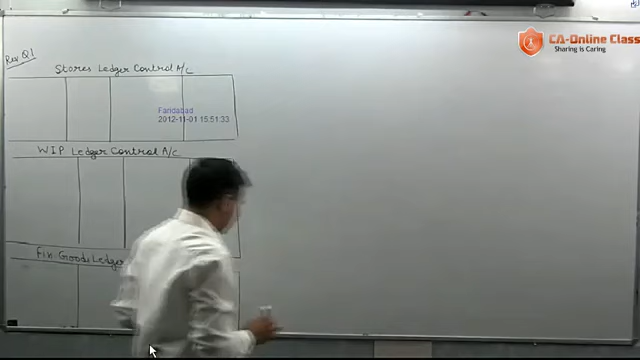 Rev Q.1
CA-Online Class
Sharing is Caring
Stores Ledger Control A/c
Faridabad
2012-11-01 15:51:33
WIP Ledger Control A/c
Fin. Goods Ledger